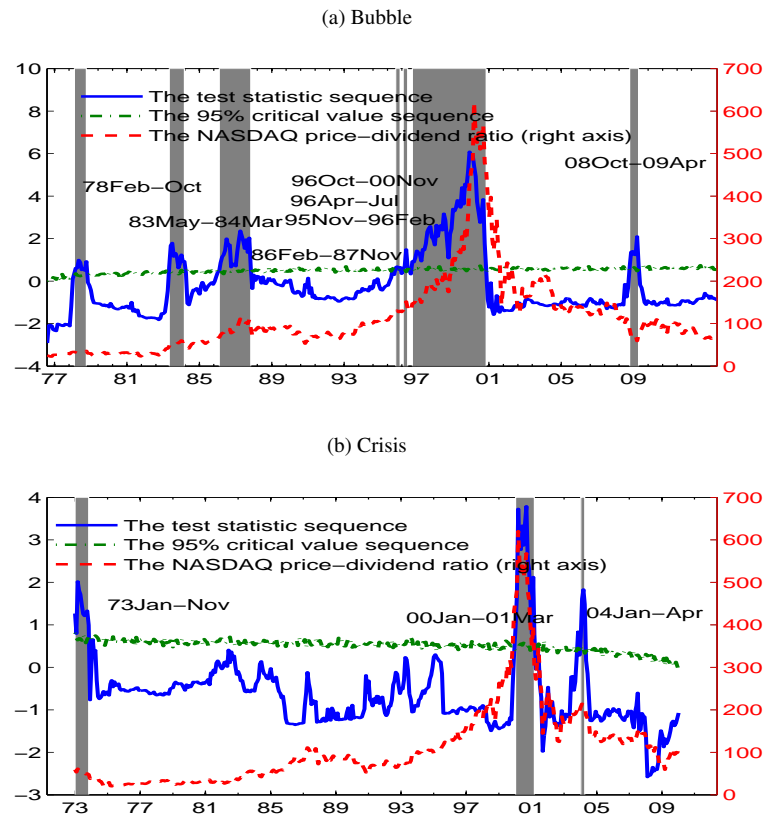 (a) Bubble
10 700
The test statistic sequence
8 600
The 95% critical value sequence
The NASDAQ price−dividend ratio (right axis)
6 500
08Oct−09Apr
96Oct−00Nov
78Feb−Oct
4 400
96Apr−Jul
83May−84Mar 95Nov−96Feb
2 300
86Feb−87Nov
0 200
−2 100
−4 0
77 81 85 89 93 97 01 05 09
(b) Crisis
4 700
The test statistic sequence
3 600
The 95% critical value sequence
The NASDAQ price−dividend ratio (right axis)
2 500
73Jan−Nov
00Jan−01Mar 04Jan−Apr
1 400
0 300
−1 200
−2 100
−3 0
73 77 81 85 89 93 97 01 05 09